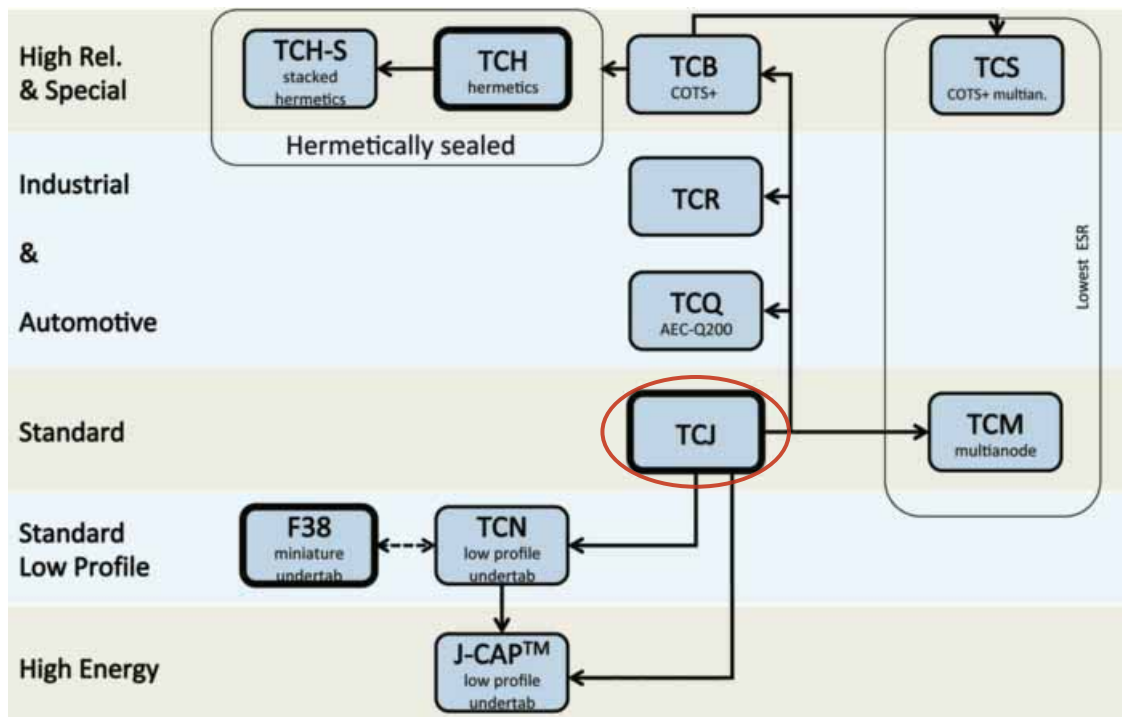 High Rel.
& Special
TCH-S
stacked
hermetics
TCH
hermetics
TCB
COTS+
TCS
COTS+ multian.
Hermetically sealed
Industrial
&
Automotive
TCR
TCQ
AEC-Q200
Lowest ESR
Standard
TCJ
TCM
multianode
Standard
Low Profile
F38
miniature
undertab
TCN
low profile
undertab
High Energy
J-CAP™
low profile
undertab